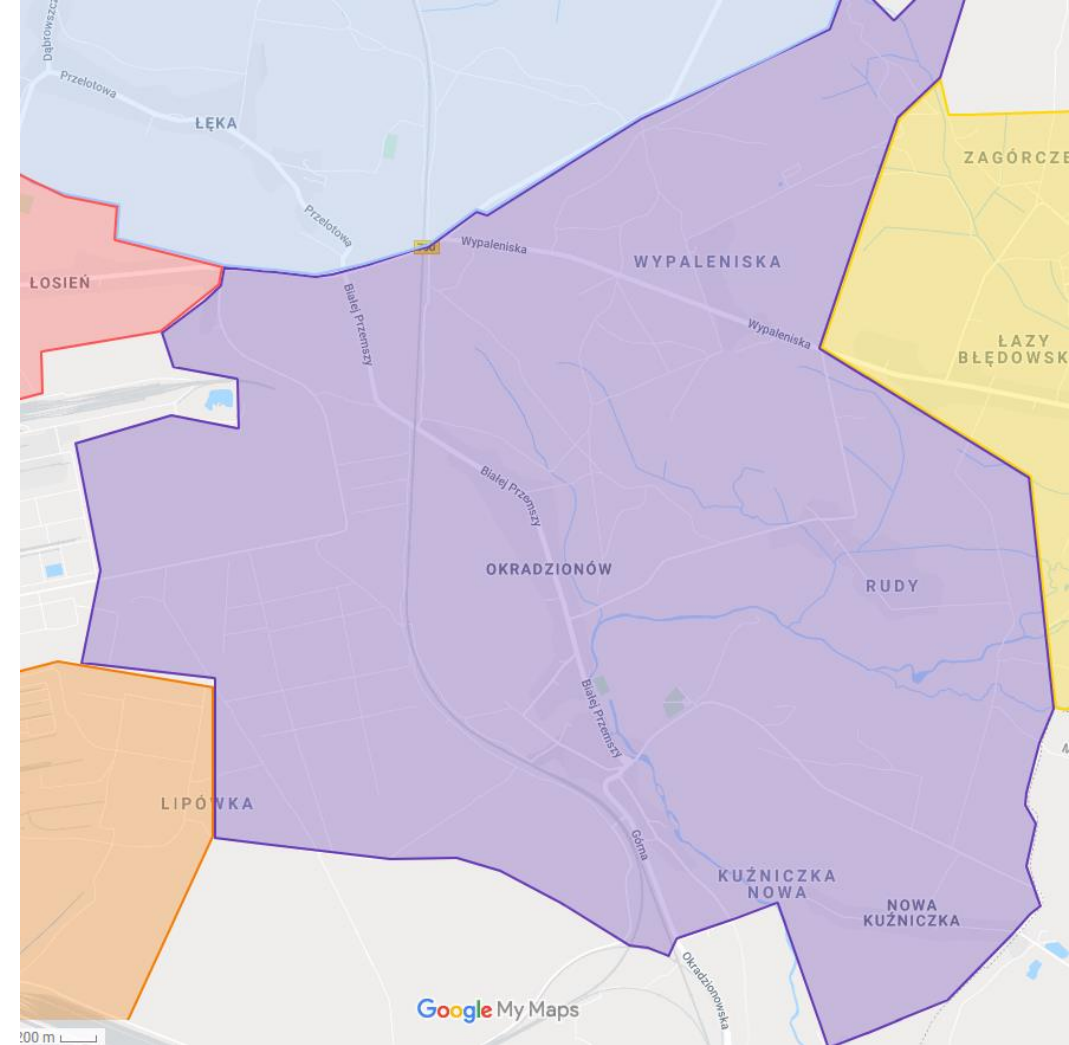 Dąbrowszcz
Przelotowa
ŁĘKA
ZAGÓRCZE
Przelotowa
Wypaleniska
WYPALENISKA
ŁOSIEŃ
Białej Przemszy
Wypaleniska
ŁAZY
BŁĘDOWSK
Białej Przemszy
OKRADZIONÓW
RUDY
Białej Przemszy
LIPÓWKA
Górna
KUŹNICZKA
NOWA
NOWA
KUŹNICZKA
Okradzionowska
Google My Maps
200 m